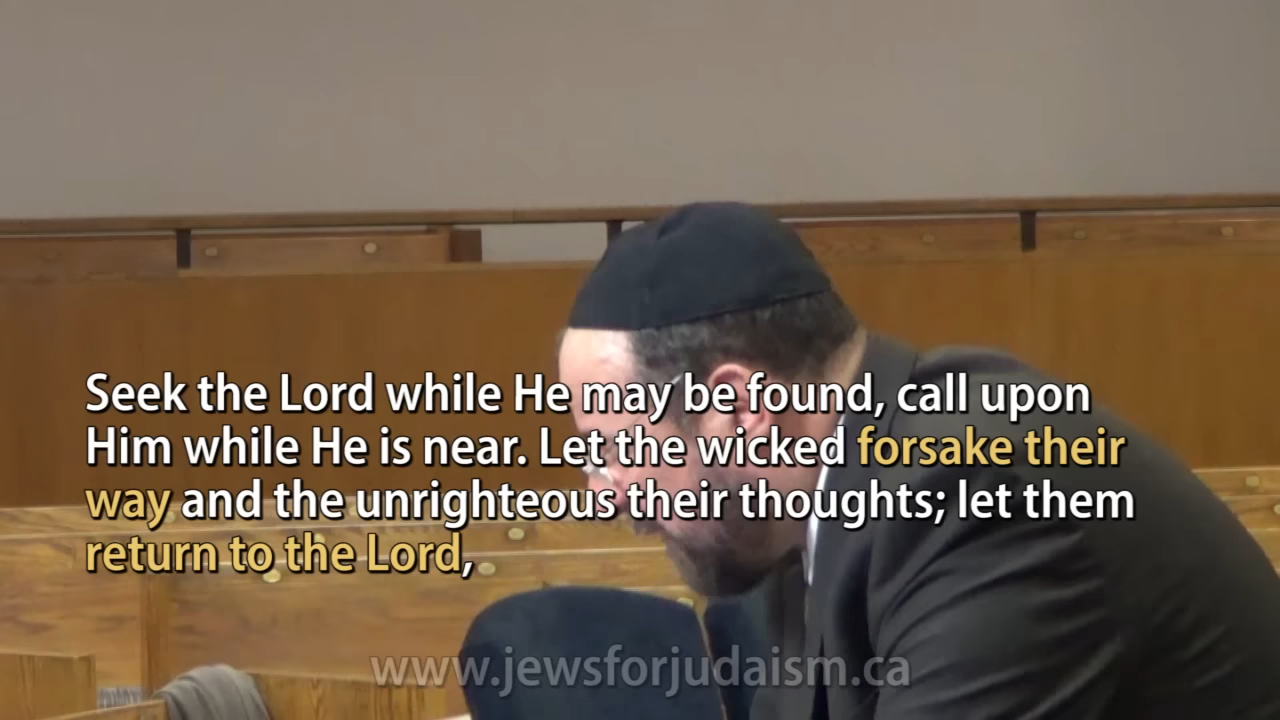 Seek the Lord while He may be found, call upon
Him while He is near. Let the wicked forsake their
way and the unrighteous their thoughts; let them
return to the Lord,
www.jewsforjudaism.ca